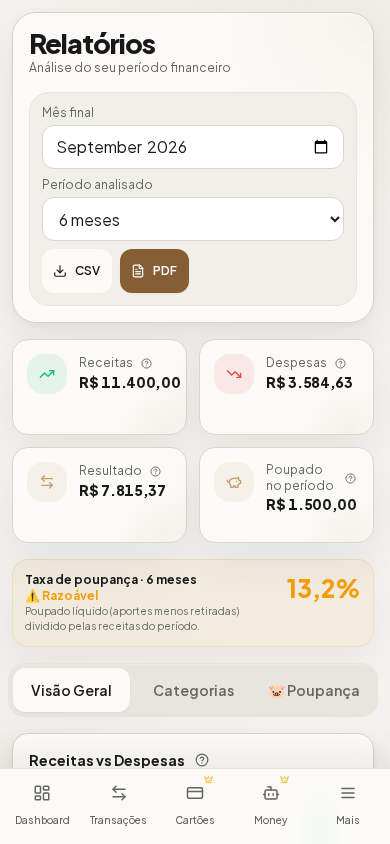 Relatórios
Análise do seu período financeiro
Mês final
September 2026
Período analisado
6 meses
CSV
PDF
Receitas
R$ 11.400,00
Despesas
R$ 3.584,63
Resultado
R$ 7.815,37
Poupado
no período
R$ 1.500,00
Taxa de poupança · 6 meses
⚠️ Razoável
13,2%
Poupado líquido (aportes menos retiradas)
dividido pelas receitas do período.
Visão Geral
Categorias
🐷 Poupança
Receitas vs Despesas
Dashboard
Transações
Cartões
Money
Mais